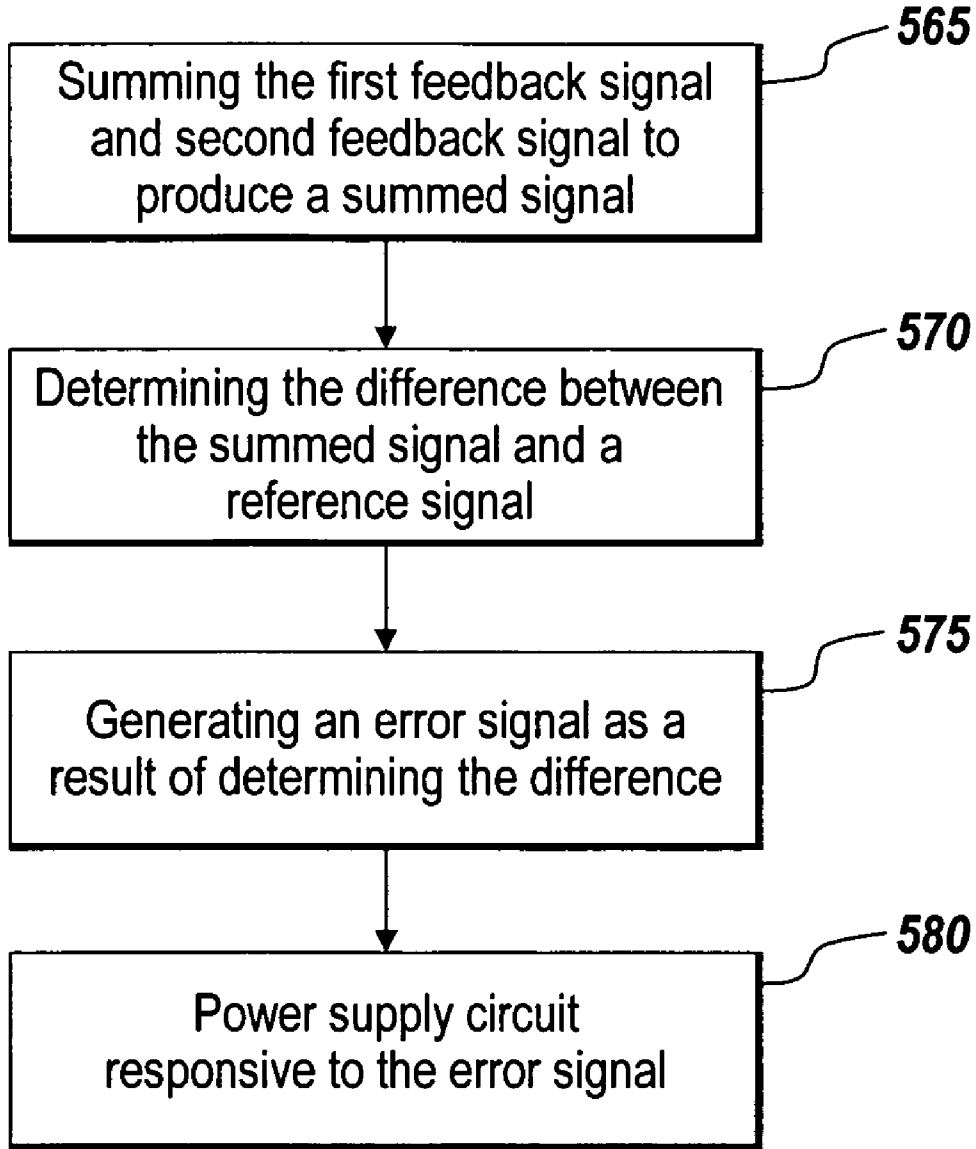 565
Summing the first feedback signal
and second feedback signal to
produce a summed signal
570
Determining the difference between
the summed signal and a
reference signal
575
Generating an error signal as a
result of determining the difference
580
Power supply circuit
responsive to the error signal